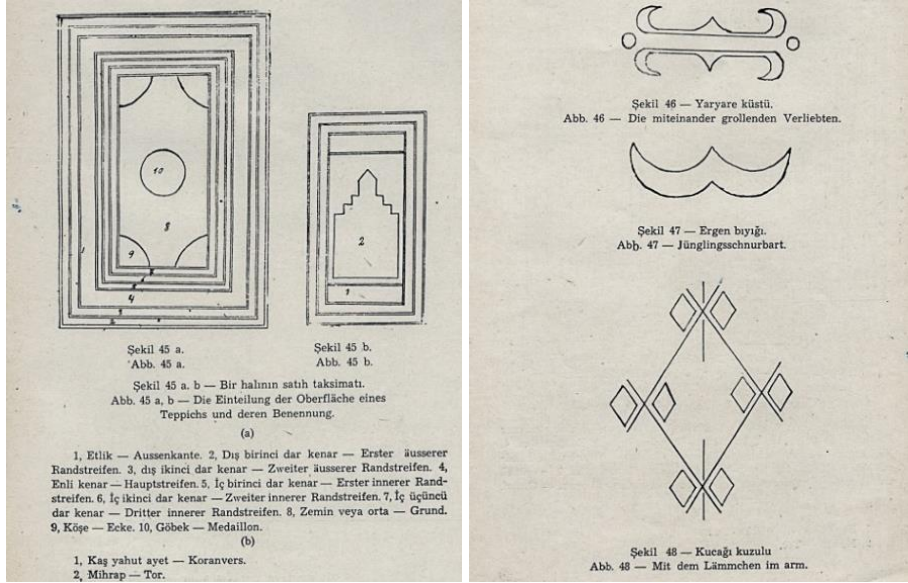 10
8
9
1
4
2
1
Şekil 45 a.
Abb. 45 a.
Şekil 45 b.
Abb. 45 b.
Şekil 45 a. b — Bir halının satıh taksimatı.
Abb. 45 a, b — Die Einteilung der Oberfläche eines
Teppichs und deren Benennung.
(a)
1, Etlik — Aussenkante. 2, Dış birinci dar kenar — Erster äusserer
Randstreifen. 3, dış ikinci dar kenar — Zweiter äusserer Randstreifen. 4,
Enli kenar — Hauptstreifen. 5, İç birinci dar kenar — Erster innerer Rand-
streifen. 6, İç ikinci dar kenar — Zweiter innerer Randstreifen. 7, İç üçüncü
dar kenar — Dritter innerer Randstreifen. 8, Zemin veya orta — Grund.
9, Köşe — Ecke. 10, Göbek — Medaillon.
(b)
1, Kaş yahut ayet — Koranvers.
2, Mihrap — Tor.
Şekil 46 — Yaryare küstü.
Abb. 46 — Die miteinander grollenden Verliebten.
Şekil 47 — Ergen bıyığı.
Abb. 47 — Jünglingsschnurbart.
Şekil 48 — Kucağı kuzulu
Abb. 48 — Mit dem Lämmchen im arm.